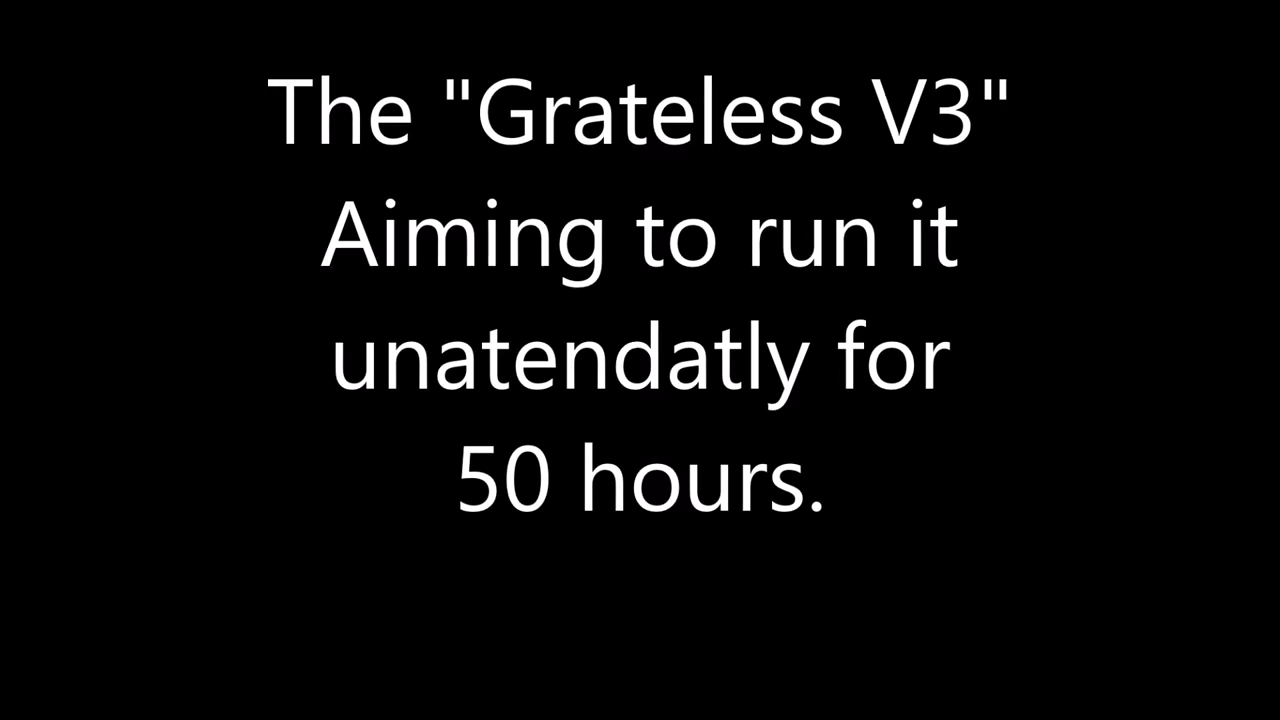 The "Grateless V3"
Aiming to run it
unatendatly for
50 hours.